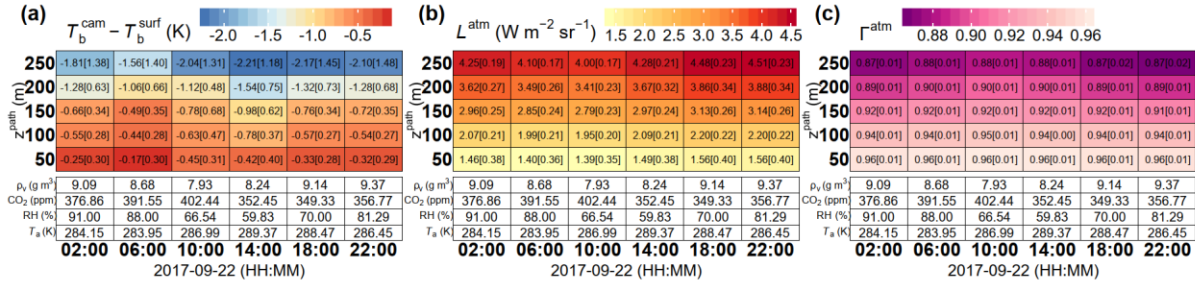 (a) T_b^cam − T_b^surf (K) -2.0 -1.5 -1.0 -0.5
250 -1.81[1.38] -1.56[1.40] -2.04[1.31] -2.21[1.18] -2.17[1.45] -2.10[1.48]
200 -1.28[0.63] -1.06[0.66] -1.12[0.48] -1.54[0.75] -1.32[0.73] -1.28[0.68]
150 -0.66[0.34] -0.49[0.35] -0.78[0.68] -0.98[0.62] -0.76[0.34] -0.72[0.35]
100 -0.55[0.28] -0.44[0.28] -0.63[0.47] -0.78[0.37] -0.57[0.27] -0.54[0.27]
50 -0.25[0.30] -0.17[0.30] -0.45[0.31] -0.42[0.40] -0.33[0.28] -0.32[0.29]
z^path (m)
ρ_v (g m³) 9.09 8.68 7.93 8.24 9.14 9.37
CO₂ (ppm) 376.86 391.55 402.44 352.45 349.33 356.77
RH (%) 91.00 88.00 66.54 59.83 70.00 81.29
T_a (K) 284.15 283.95 286.99 289.37 288.47 286.45
02:00 06:00 10:00 14:00 18:00 22:00
2017-09-22 (HH:MM)
(b) L^atm (W m⁻² sr⁻¹) 1.5 2.0 2.5 3.0 3.5 4.0 4.5
250 4.25[0.19] 4.10[0.17] 4.00[0.17] 4.28[0.21] 4.48[0.23] 4.51[0.23]
200 3.62[0.27] 3.49[0.26] 3.41[0.23] 3.67[0.32] 3.86[0.34] 3.88[0.34]
150 2.96[0.25] 2.85[0.24] 2.79[0.23] 2.97[0.24] 3.13[0.26] 3.14[0.26]
100 2.07[0.21] 1.99[0.21] 1.95[0.20] 2.09[0.21] 2.20[0.22] 2.20[0.22]
50 1.46[0.38] 1.40[0.36] 1.39[0.35] 1.49[0.38] 1.56[0.40] 1.56[0.40]
z^path (m)
ρ_v (g m³) 9.09 8.68 7.93 8.24 9.14 9.37
CO₂ (ppm) 376.86 391.55 402.44 352.45 349.33 356.77
RH (%) 91.00 88.00 66.54 59.83 70.00 81.29
T_a (K) 284.15 283.95 286.99 289.37 288.47 286.45
02:00 06:00 10:00 14:00 18:00 22:00
2017-09-22 (HH:MM)
(c) Γ^atm 0.88 0.90 0.92 0.94 0.96
250 0.87[0.01] 0.88[0.01] 0.88[0.01] 0.87[0.01] 0.87[0.02] 0.87[0.02]
200 0.89[0.01] 0.90[0.01] 0.90[0.01] 0.90[0.01] 0.89[0.01] 0.89[0.01]
150 0.92[0.01] 0.92[0.01] 0.92[0.01] 0.92[0.01] 0.91[0.01] 0.91[0.01]
100 0.94[0.01] 0.94[0.01] 0.95[0.01] 0.94[0.01] 0.94[0.01] 0.94[0.01]
50 0.96[0.01] 0.96[0.01] 0.96[0.01] 0.96[0.01] 0.96[0.01] 0.96[0.01]
z^path (m)
ρ_v (g m³) 9.09 8.68 7.93 8.24 9.14 9.37
CO₂ (ppm) 376.86 391.55 402.44 352.45 349.33 356.77
RH (%) 91.00 88.00 66.54 59.83 70.00 81.29
T_a (K) 284.15 283.95 286.99 289.37 288.47 286.45
02:00 06:00 10:00 14:00 18:00 22:00
2017-09-22 (HH:MM)